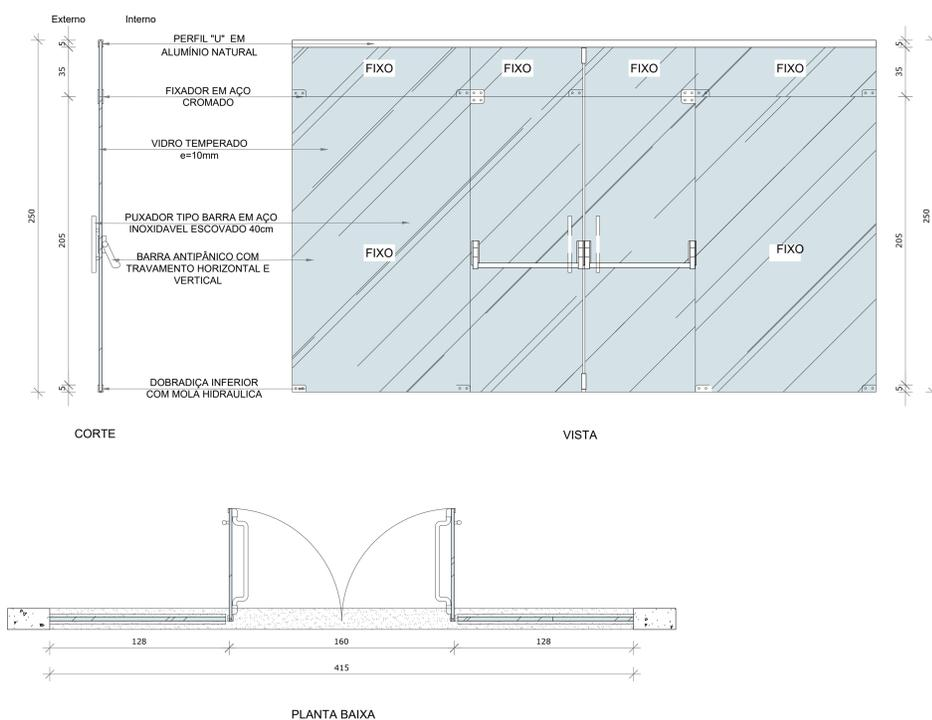 Externo
Interno
PERFIL "U" EM
ALUMÍNIO NATURAL
FIXADOR EM AÇO
CROMADO
VIDRO TEMPERADO
e=10mm
PUXADOR TIPO BARRA EM AÇO
INOXIDAVEL ESCOVADO 40cm
BARRA ANTIPÂNICO COM
TRAVAMENTO HORIZONTAL E
VERTICAL
DOBRADIÇA INFERIOR
COM MOLA HIDRAULICA
250
5
35
205
5
FIXO
FIXO
FIXO
FIXO
FIXO
FIXO
5
35
205
5
250
CORTE
VISTA
128
160
128
415
PLANTA BAIXA